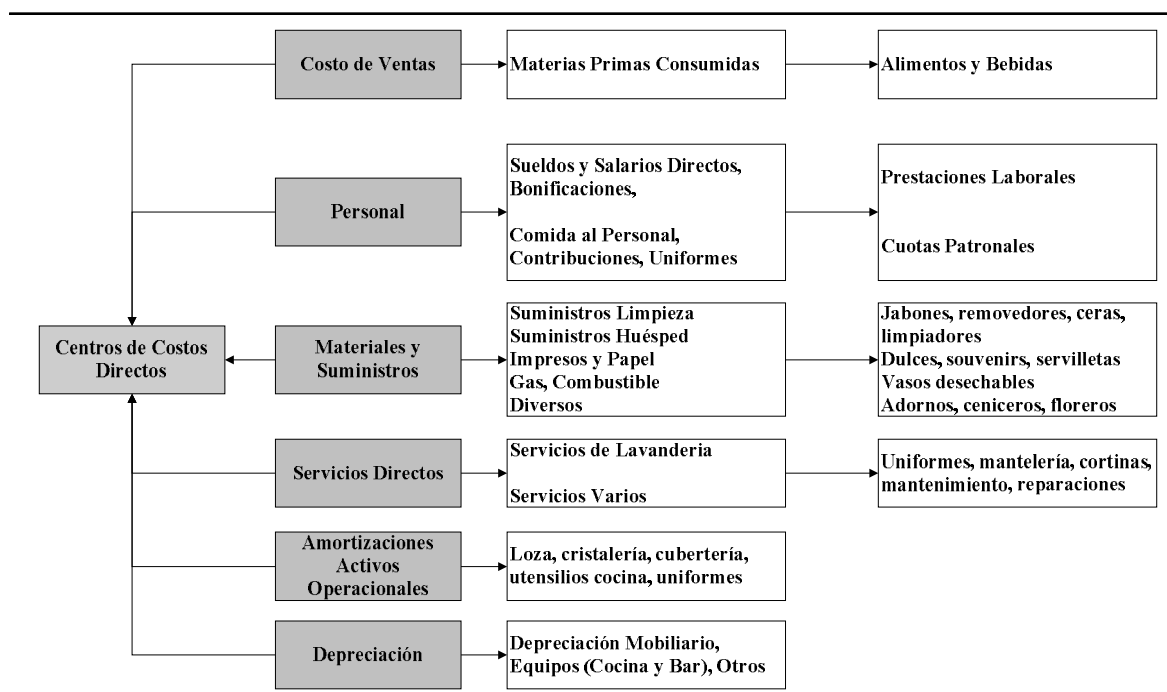 Costo de Ventas
Materias Primas Consumidas
Alimentos y Bebidas
Personal
Sueldos y Salarios Directos,
Bonificaciones,
Comida al Personal,
Contribuciones, Uniformes
Prestaciones Laborales
Cuotas Patronales
Centros de Costos
Directos
Materiales y
Suministros
Suministros Limpieza
Suministros Huésped
Impresos y Papel
Gas, Combustible
Diversos
Jabones, removedores, ceras,
limpiadores
Dulces, souvenirs, servilletas
Vasos desechables
Adornos, ceniceros, floreros
Servicios Directos
Servicios de Lavanderia
Servicios Varios
Uniformes, mantelería, cortinas,
mantenimiento, reparaciones
Amortizaciones
Activos
Operacionales
Loza, cristalería, cubertería,
utensilios cocina, uniformes
Depreciación
Depreciación Mobiliario,
Equipos (Cocina y Bar), Otros